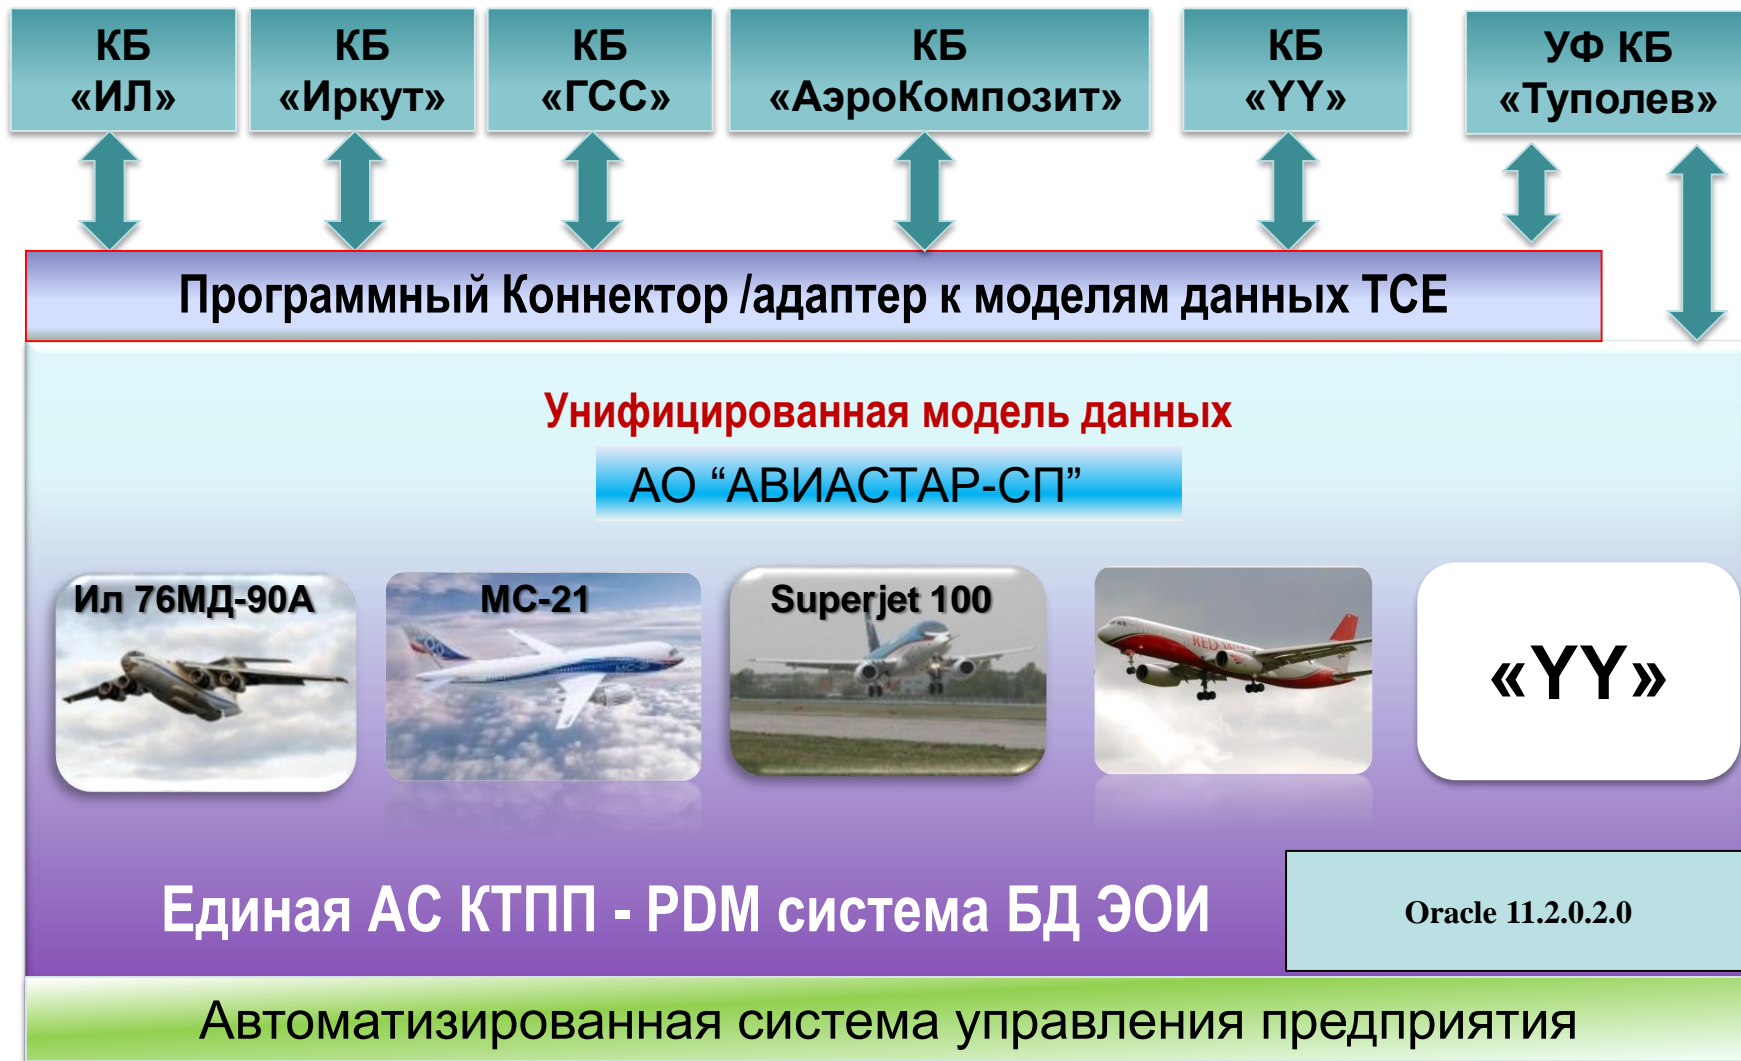 КБ
«ИЛ»
КБ
«Иркут»
КБ
«ГСС»
КБ
«АэроКомпозит»
КБ
«YY»
УФ КБ
«Туполев»
Программный Коннектор /адаптер к моделям данных ТСЕ
Унифицированная модель данных
АО “АВИАСТАР-СП”
Ил 76МД-90А
МС-21
Superjet 100
«YY»
Единая АС КТПП - PDM система БД ЭОИ
Oracle 11.2.0.2.0
Автоматизированная система управления предприятия